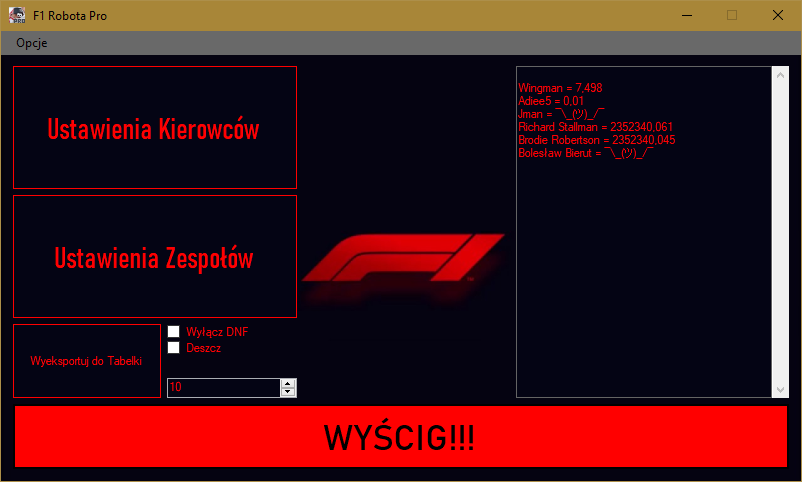 F1 Robota Pro
Opcje
Ustawienia Kierowców
Ustawienia Zespołów
Wyeksportuj do Tabelki
Wyłącz DNF
Deszcz
10
F1
Wingman = 7,498
Adiee5 = 0,01
Jman = ¯\_(ツ)_/¯
Richard Stallman = 2352340,061
Brodie Robertson = 2352340,045
Bolesław Bierut = ¯\_(ツ)_/¯
WYŚCIG!!!